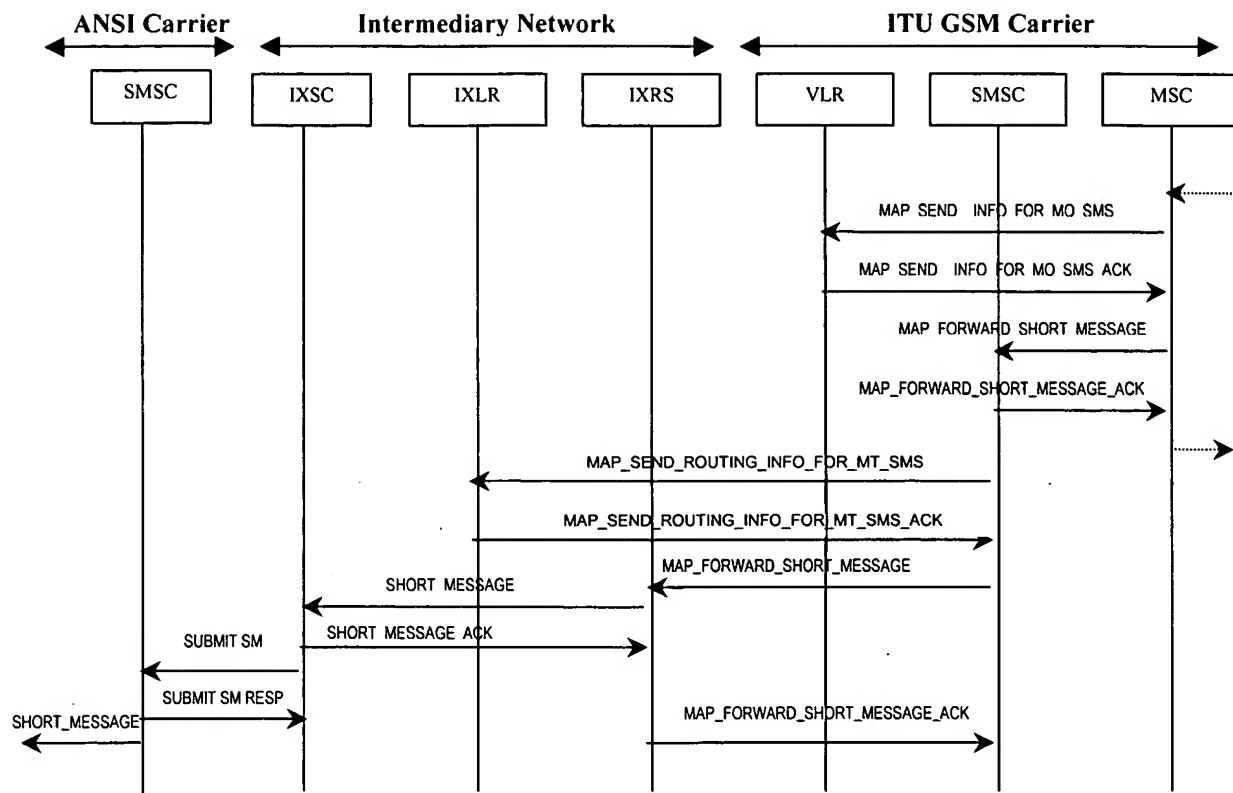 ANSI Carrier
Intermediary Network
ITU GSM Carrier
SMSC
IXSC
IXLR
IXRS
VLR
SMSC
MSC
MAP SEND INFO FOR MO SMS
MAP SEND INFO FOR MO SMS ACK
MAP FORWARD SHORT MESSAGE
MAP_FORWARD_SHORT_MESSAGE_ACK
MAP_SEND_ROUTING_INFO_FOR_MT_SMS
MAP_SEND_ROUTING_INFO_FOR_MT_SMS_ACK
MAP_FORWARD_SHORT_MESSAGE
SHORT MESSAGE
SHORT MESSAGE ACK
SUBMIT SM
SUBMIT SM RESP
SHORT_MESSAGE
MAP_FORWARD_SHORT_MESSAGE_ACK